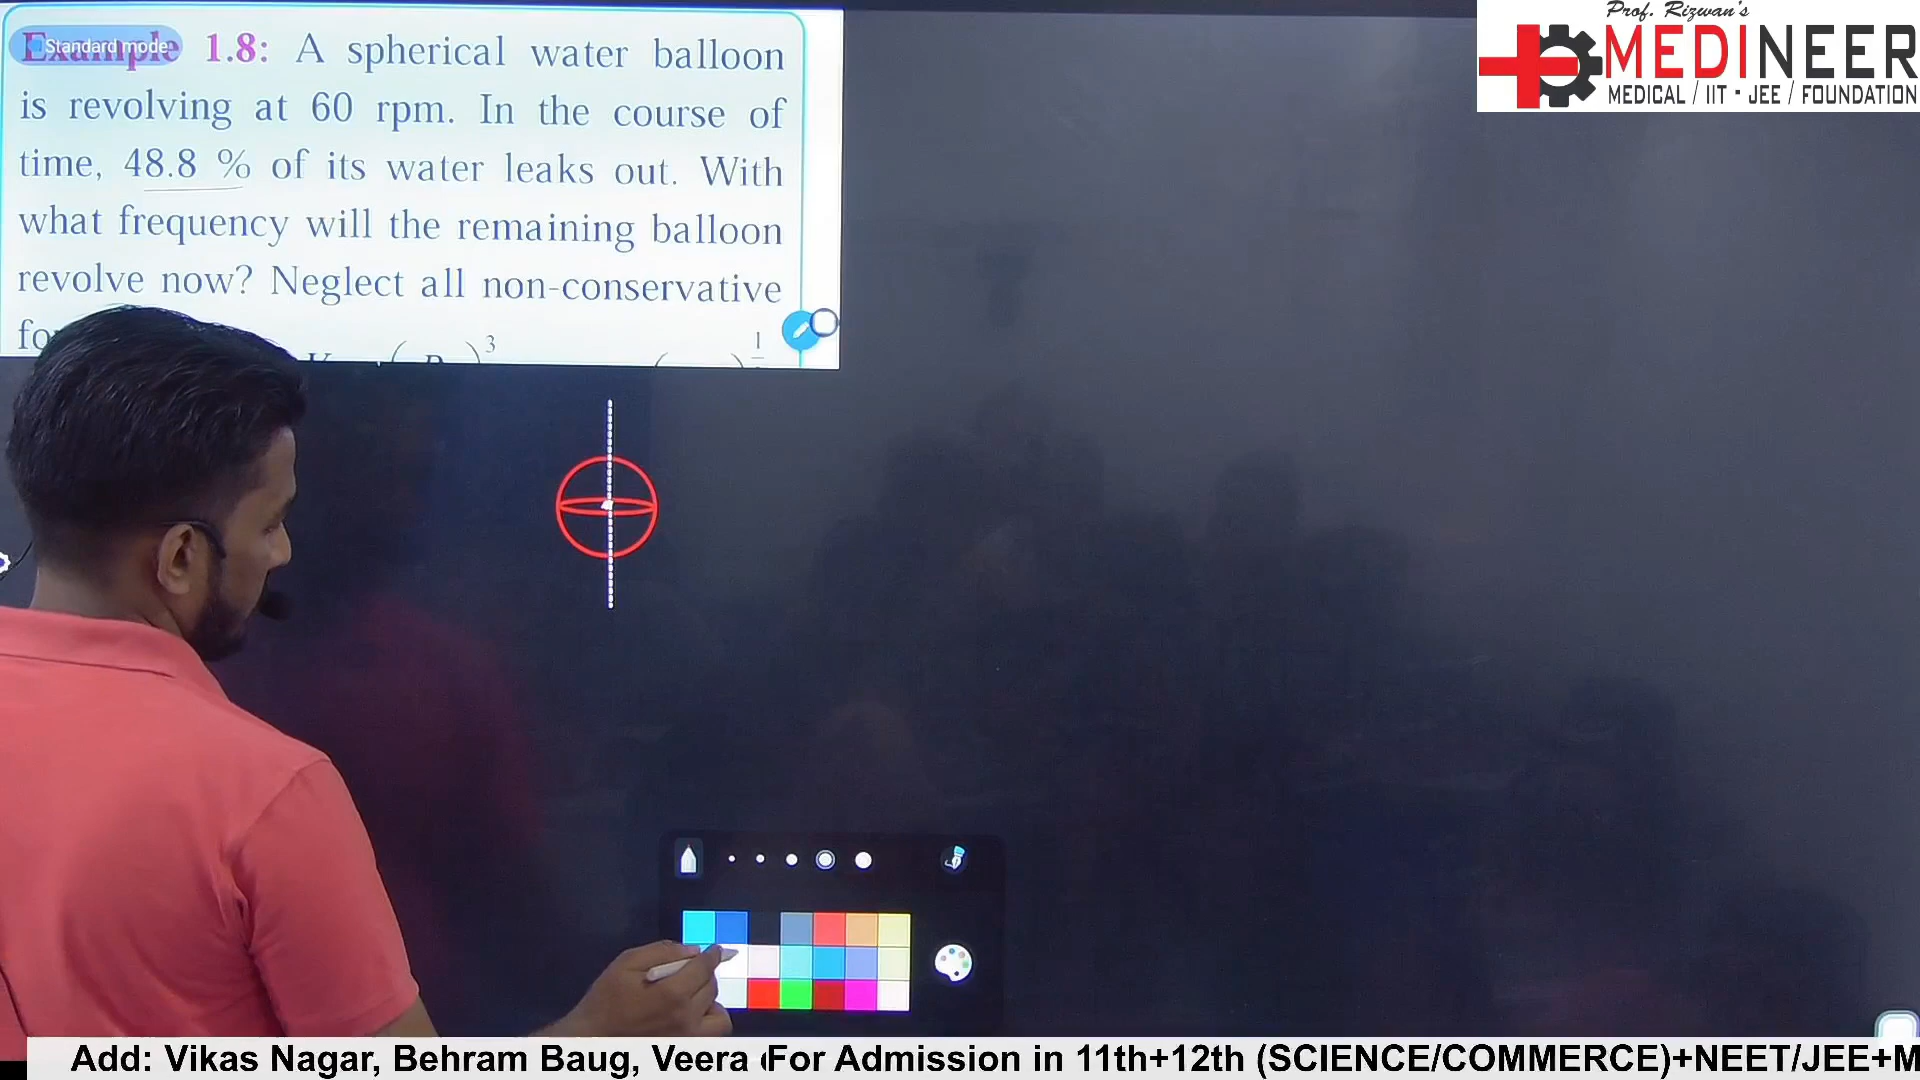 Prof. Rizwan's
MEDINEER
MEDICAL / IIT - JEE / FOUNDATION
Standard mode
Example 1.8: A spherical water balloon
is revolving at 60 rpm. In the course of
time, 48.8 % of its water leaks out. With
what frequency will the remaining balloon
revolve now? Neglect all non-conservative
3
1
Add: Vikas Nagar, Behram Baug, Veera
For Admission in 11th+12th (SCIENCE/COMMERCE)+NEET/JEE+M